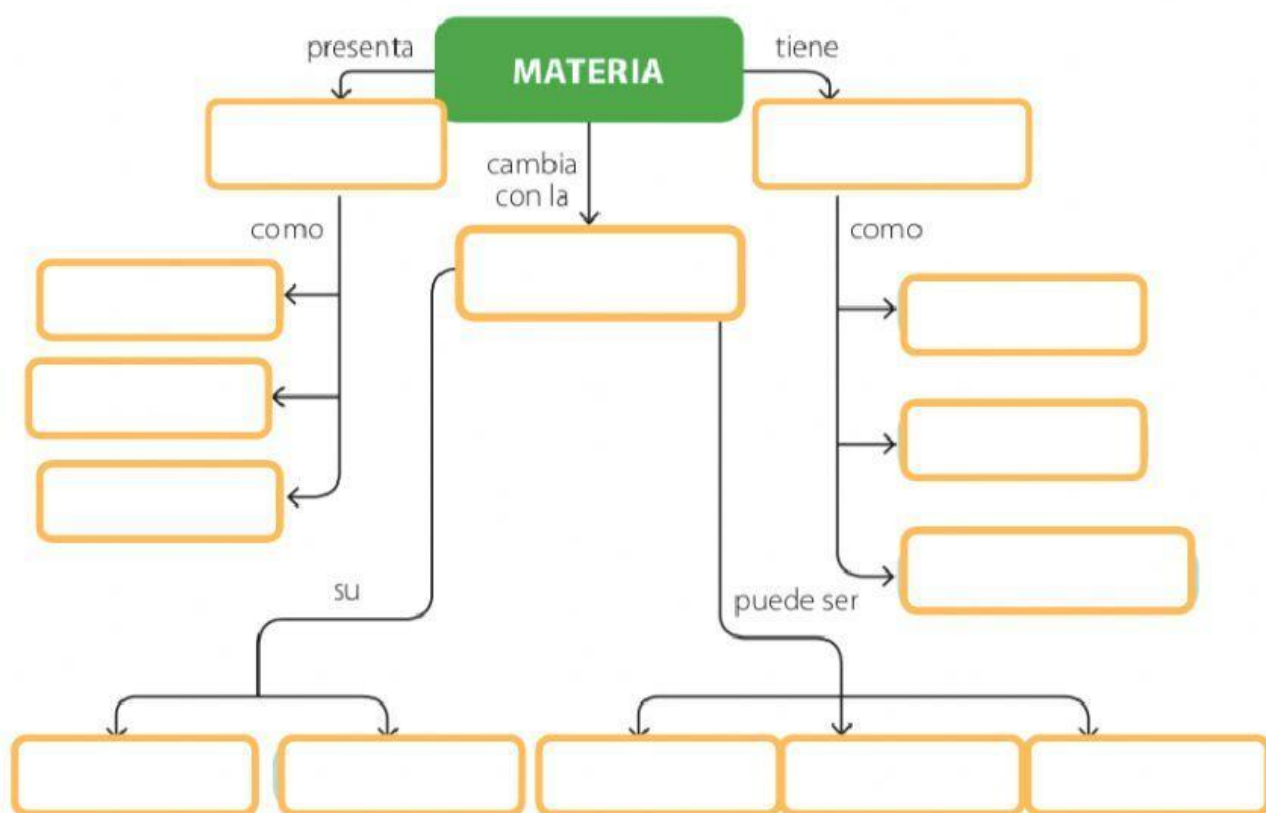 presenta
MATERIA
tiene
cambia
con la
como
como
su
puede ser